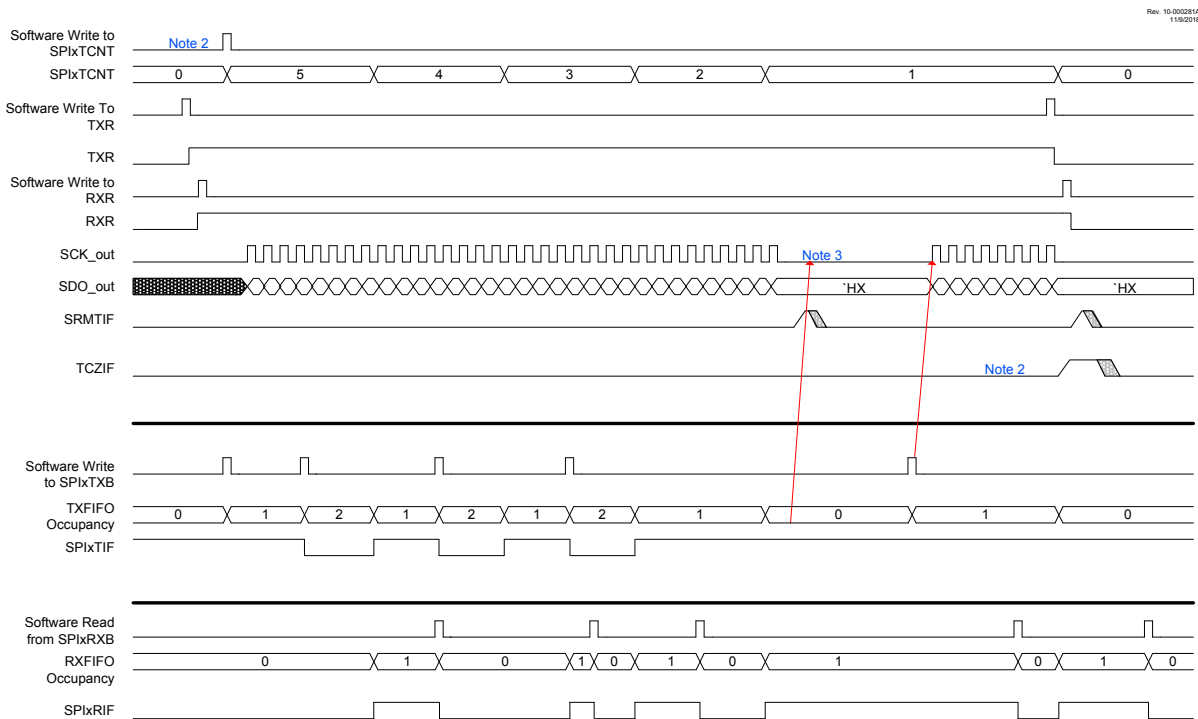 Rev. 10-000281A
11/9/2018
Software Write to
SPIxTCNT
Note 2
SPIxTCNT
0 5 4 3 2 1 0
Software Write To
TXR
TXR
Software Write to
RXR
RXR
SCK_out
Note 3
SDO_out
`HX `HX
SRMTIF
TCZIF
Note 2
Software Write
to SPIxTXB
TXFIFO
Occupancy
0 1 2 1 2 1 2 1 0 1 0
SPIxTIF
Software Read
from SPIxRXB
RXFIFO
Occupancy
0 1 0 1 0 1 0 1 0 1 0
SPIxRIF